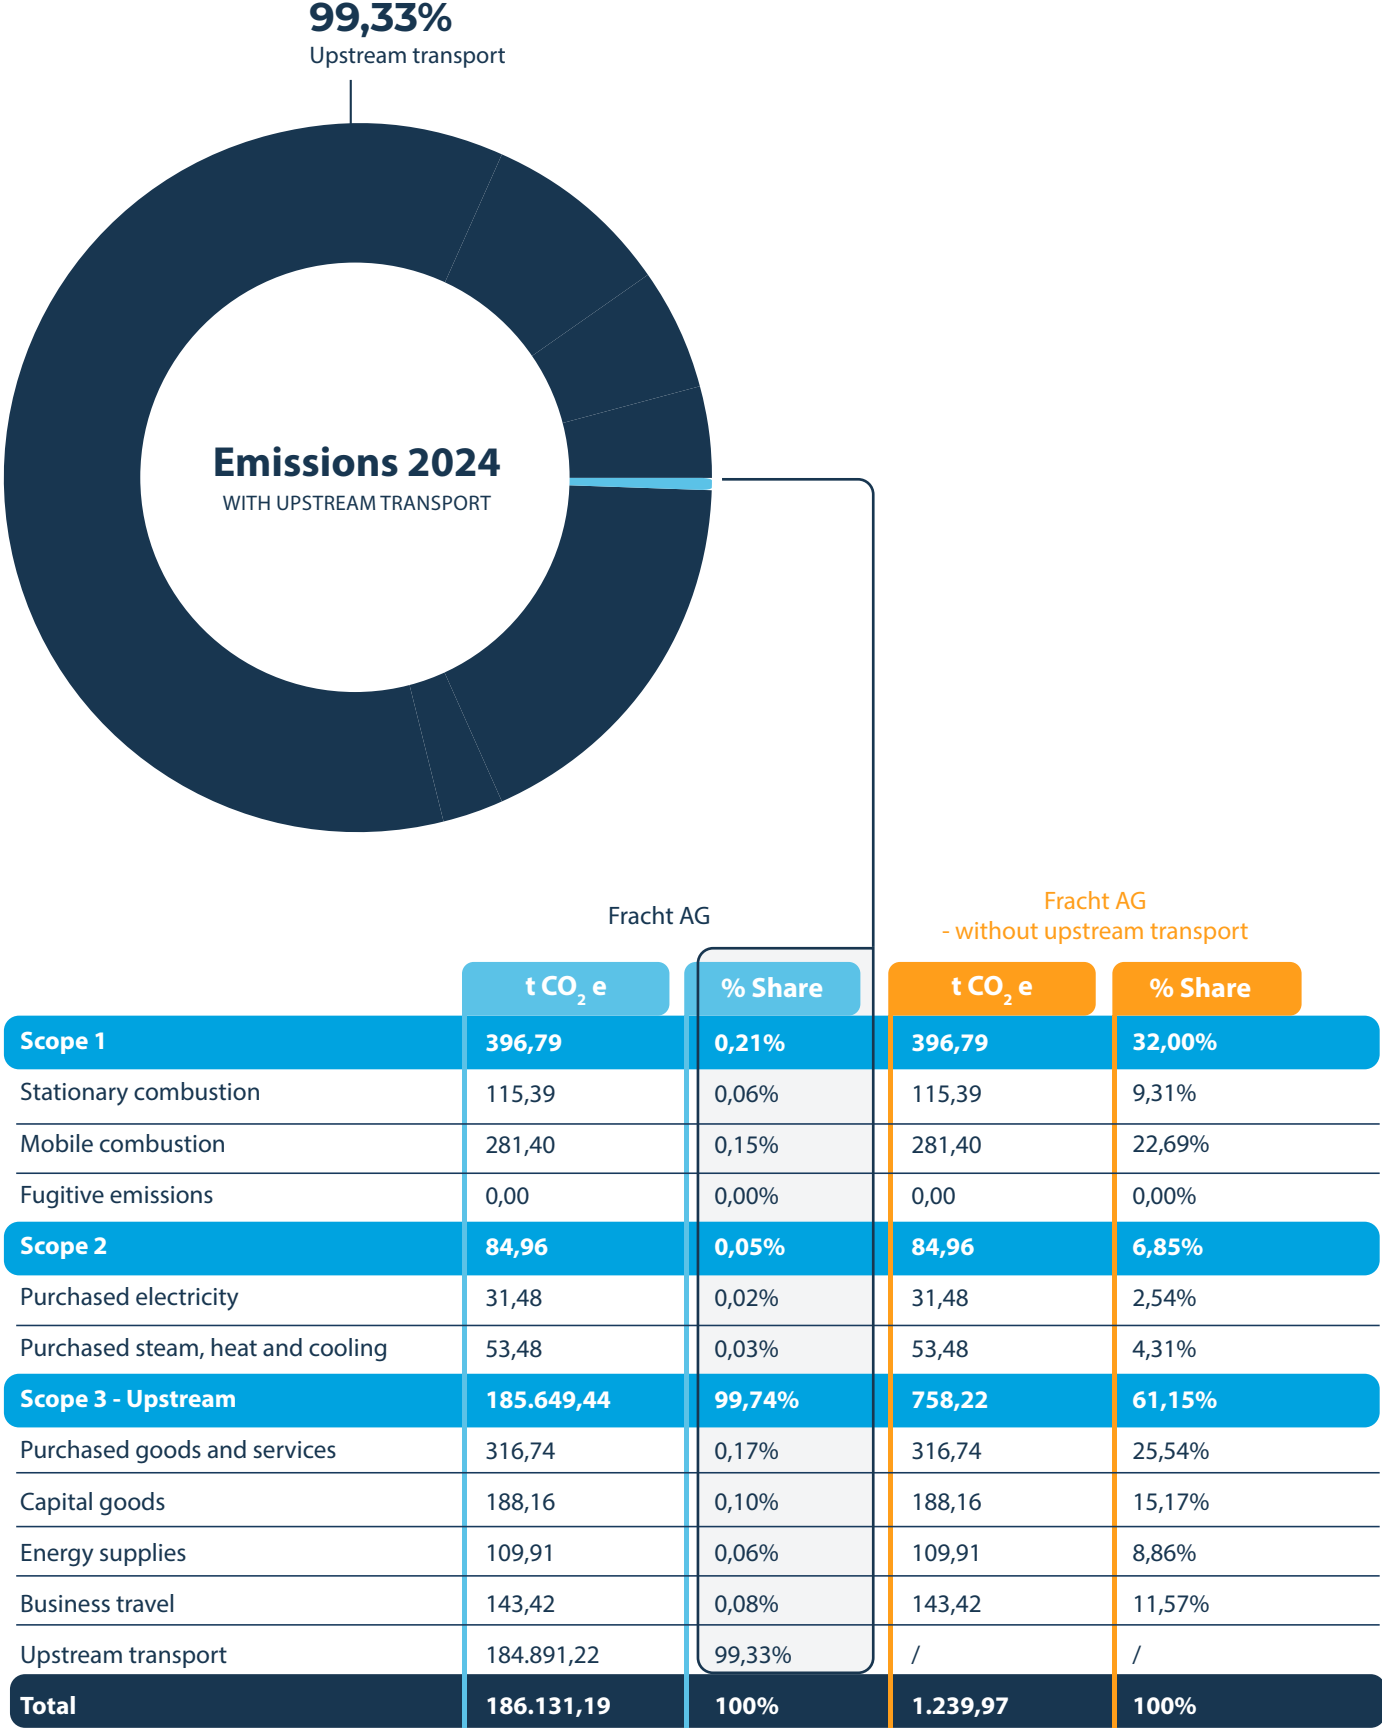 99,33%
Upstream transport
Emissions 2024
WITH UPSTREAM TRANSPORT
Fracht AG
Fracht AG
- without upstream transport
t CO2 e % Share t CO2 e % Share
Scope 1 396,79 0,21% 396,79 32,00%
Stationary combustion 115,39 0,06% 115,39 9,31%
Mobile combustion 281,40 0,15% 281,40 22,69%
Fugitive emissions 0,00 0,00% 0,00 0,00%
Scope 2 84,96 0,05% 84,96 6,85%
Purchased electricity 31,48 0,02% 31,48 2,54%
Purchased steam, heat and cooling 53,48 0,03% 53,48 4,31%
Scope 3 - Upstream 185.649,44 99,74% 758,22 61,15%
Purchased goods and services 316,74 0,17% 316,74 25,54%
Capital goods 188,16 0,10% 188,16 15,17%
Energy supplies 109,91 0,06% 109,91 8,86%
Business travel 143,42 0,08% 143,42 11,57%
Upstream transport 184.891,22 99,33% / /
Total 186.131,19 100% 1.239,97 100%